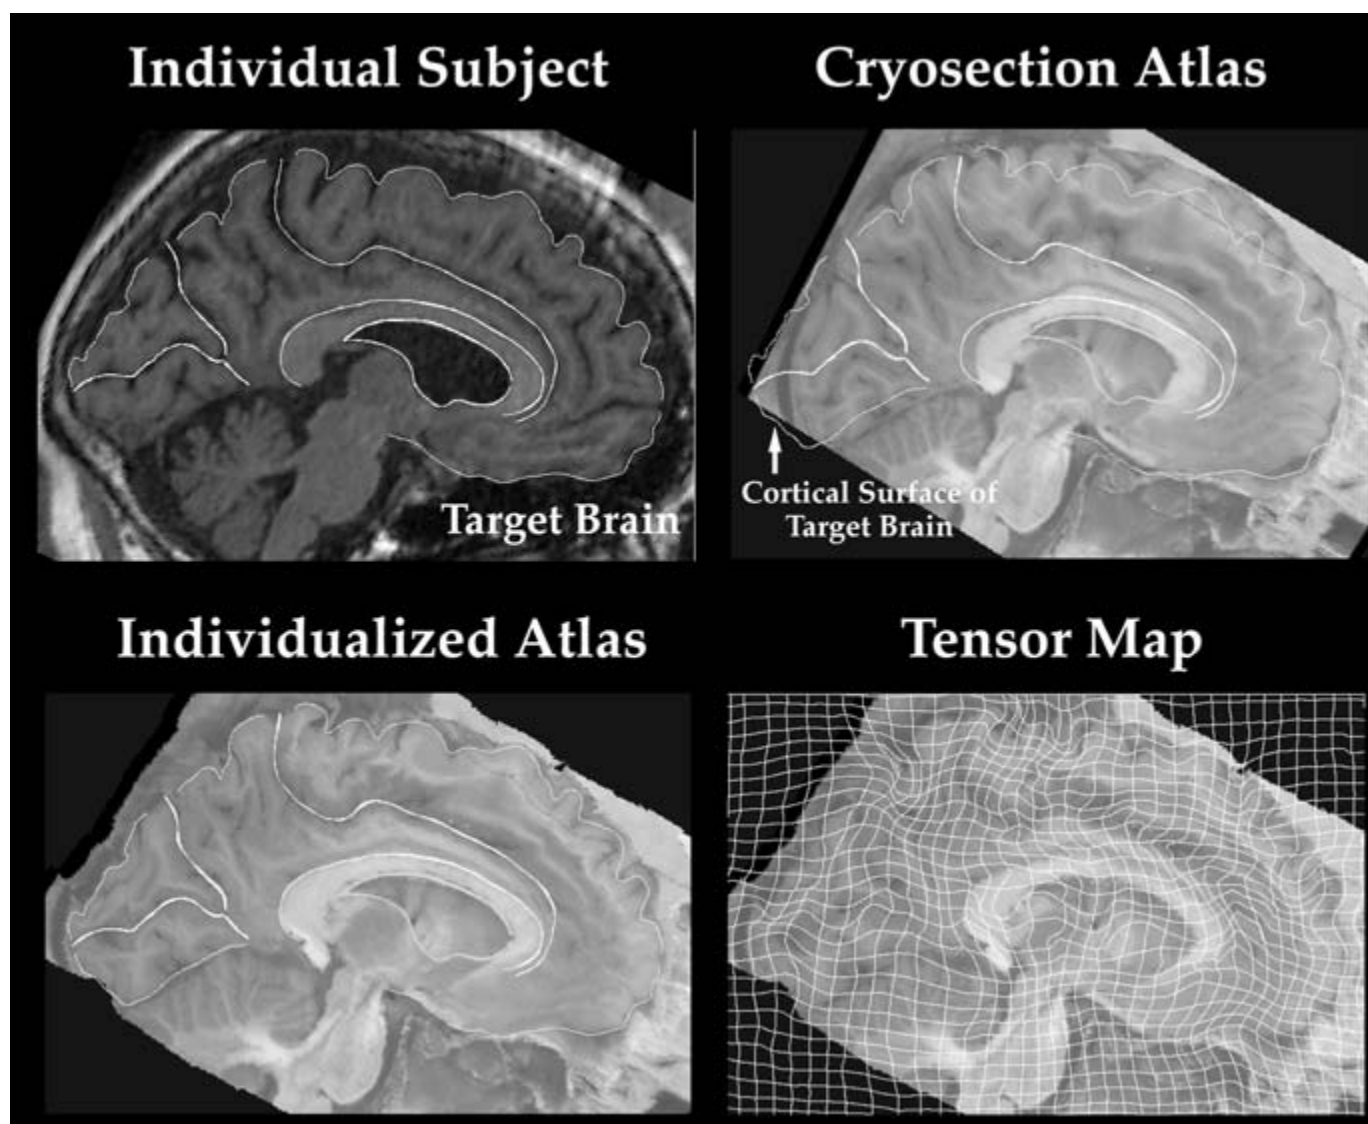 Individual Subject
Cryosection Atlas
Target Brain
Cortical Surface of
Target Brain
Individualized Atlas
Tensor Map